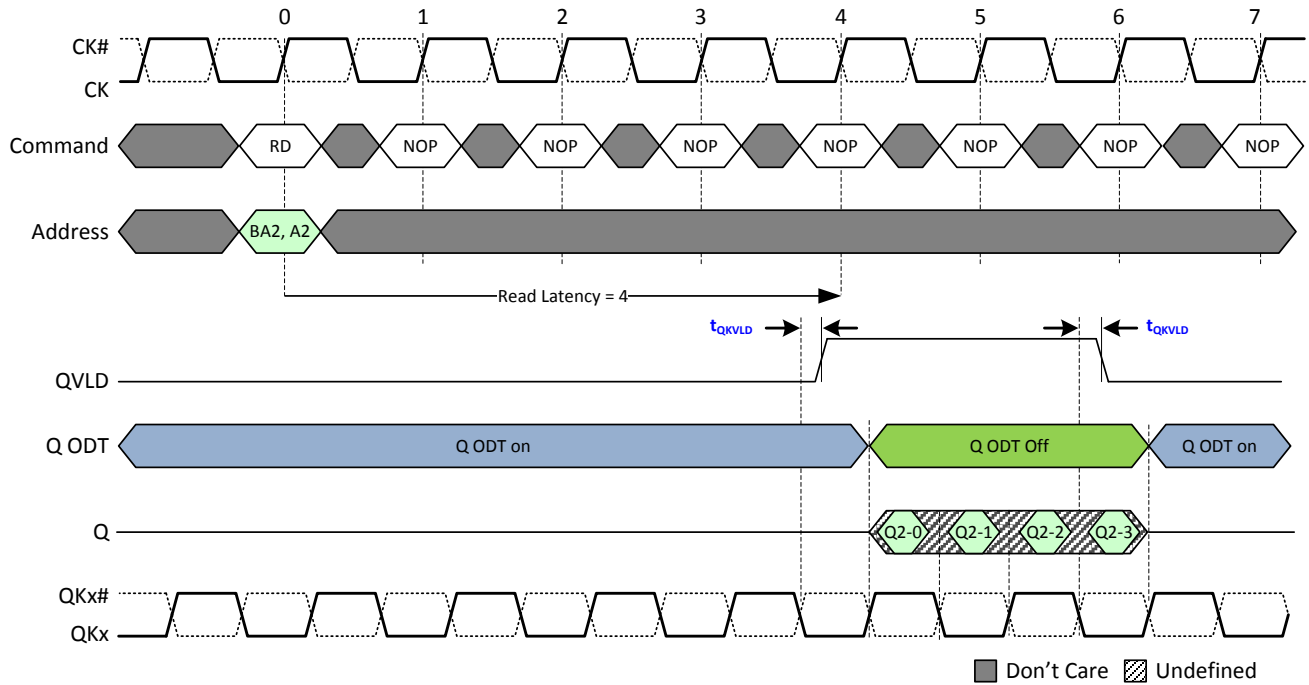 0 1 2 3 4 5 6 7
CK#
CK
Command RD NOP NOP NOP NOP NOP NOP NOP
Address BA2, A2
Read Latency = 4
tQKVLD tQKVLD
QVLD
Q ODT Q ODT on Q ODT Off Q ODT on
Q Q2-0 Q2-1 Q2-2 Q2-3
QKx#
QKx
Don't Care Undefined